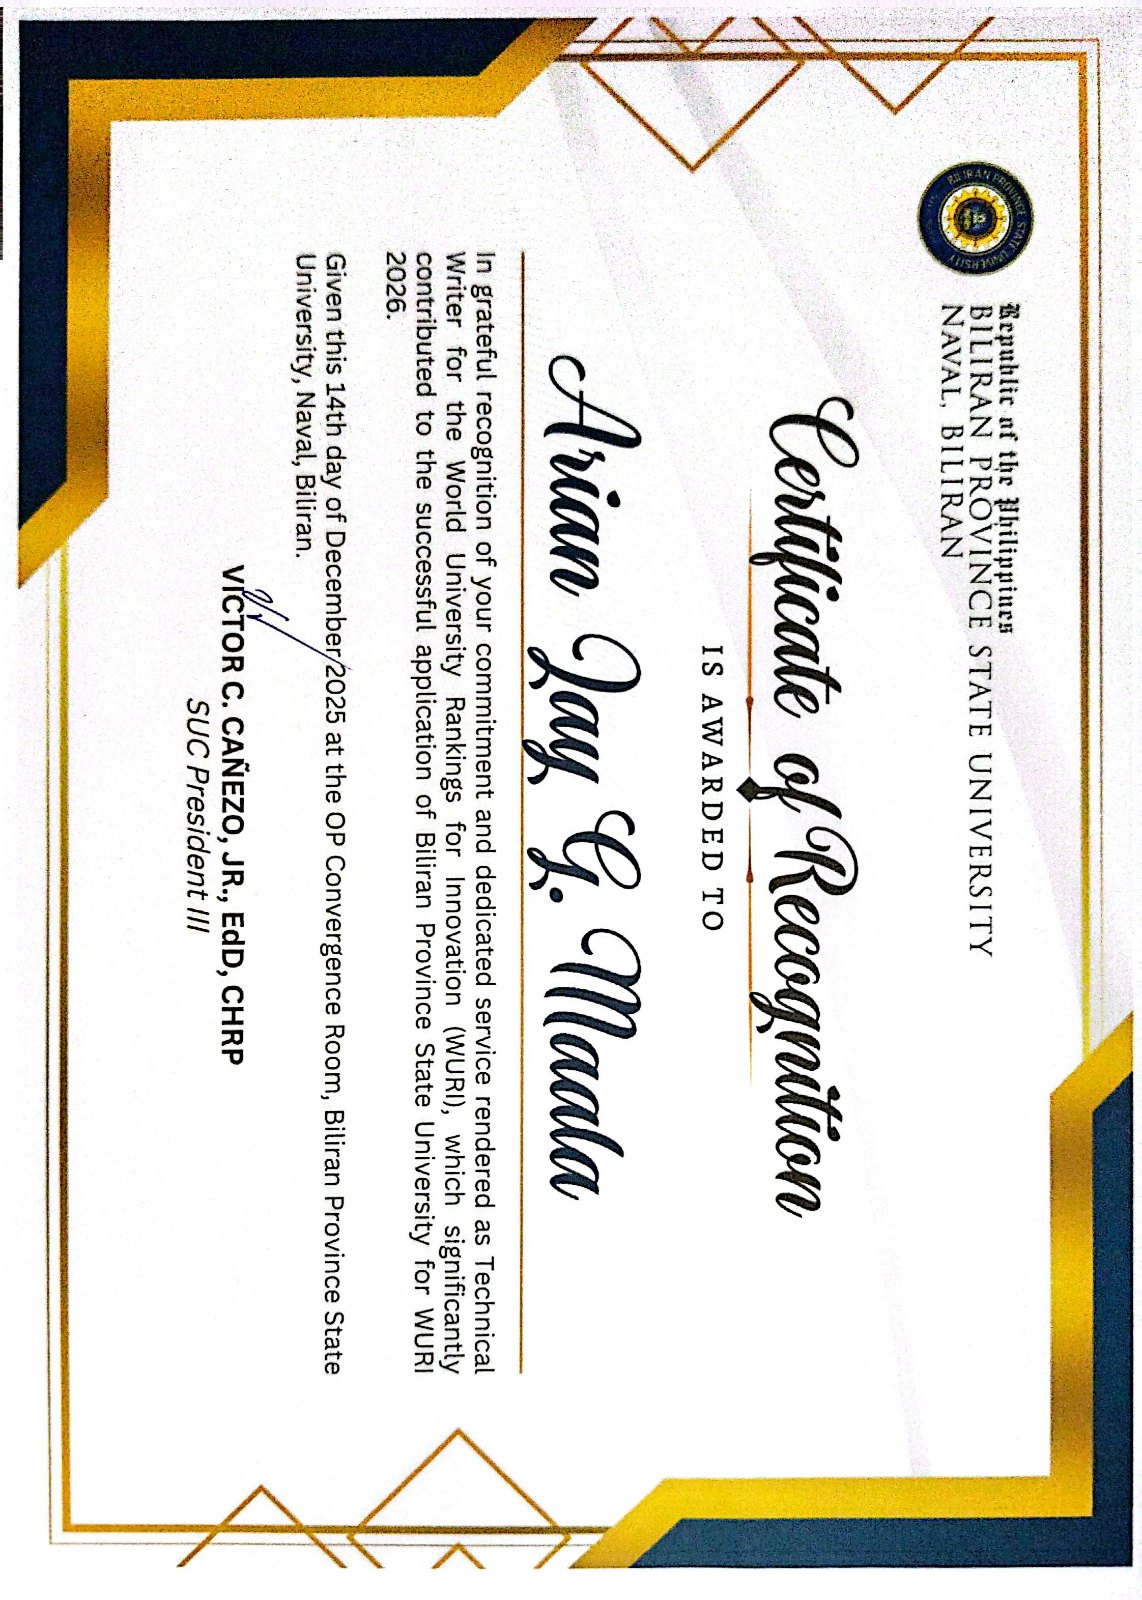 Republic of the Philippines
BILIRAN PROVINCE STATE UNIVERSITY
NAVAL, BILIRAN
BILIRAN PROVINCE STATE UNIVERSITY
Certificate of Recognition
IS AWARDED TO
Arian Jay G. Maala
In grateful recognition of your commitment and dedicated service rendered as Technical
Writer for the World University Rankings for Innovation (WURI), which significantly
contributed to the successful application of Biliran Province State University for WURI
2026.
Given this 14th day of December 2025 at the OP Convergence Room, Biliran Province State
University, Naval, Biliran.
VICTOR C. CAÑEZO, JR., EdD, CHRP
SUC President III